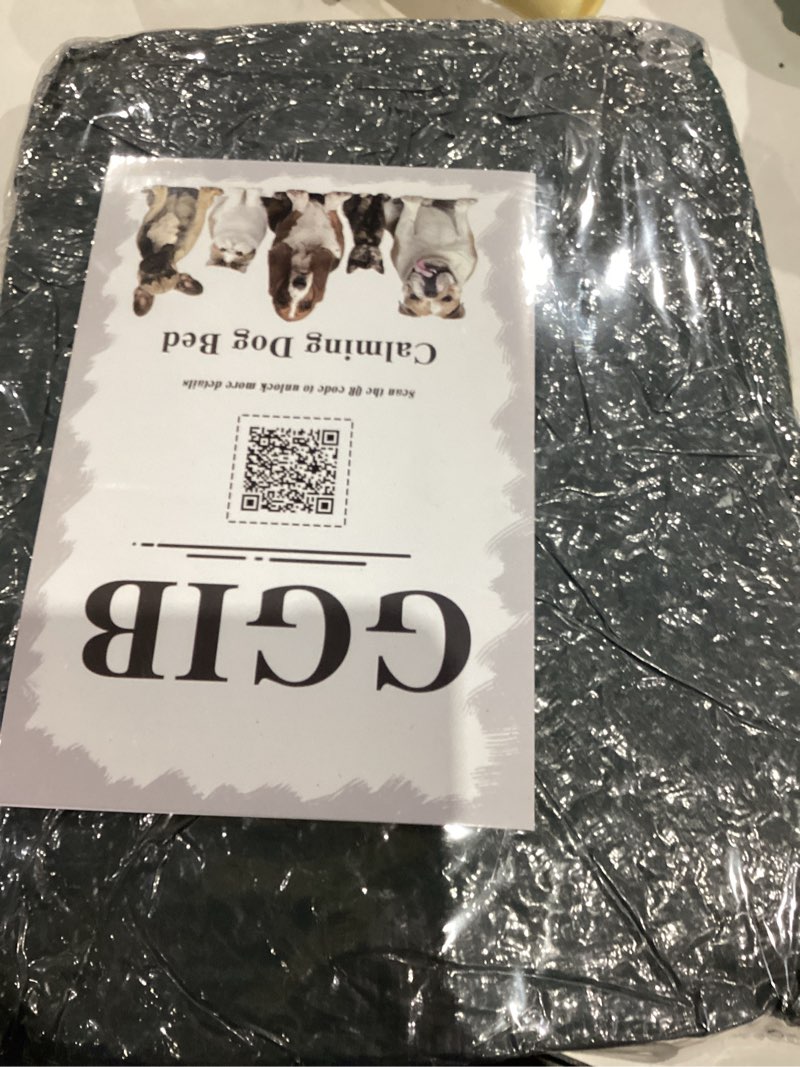 GGIB
Scan the QR code to unlock more details
Calming Dog Bed